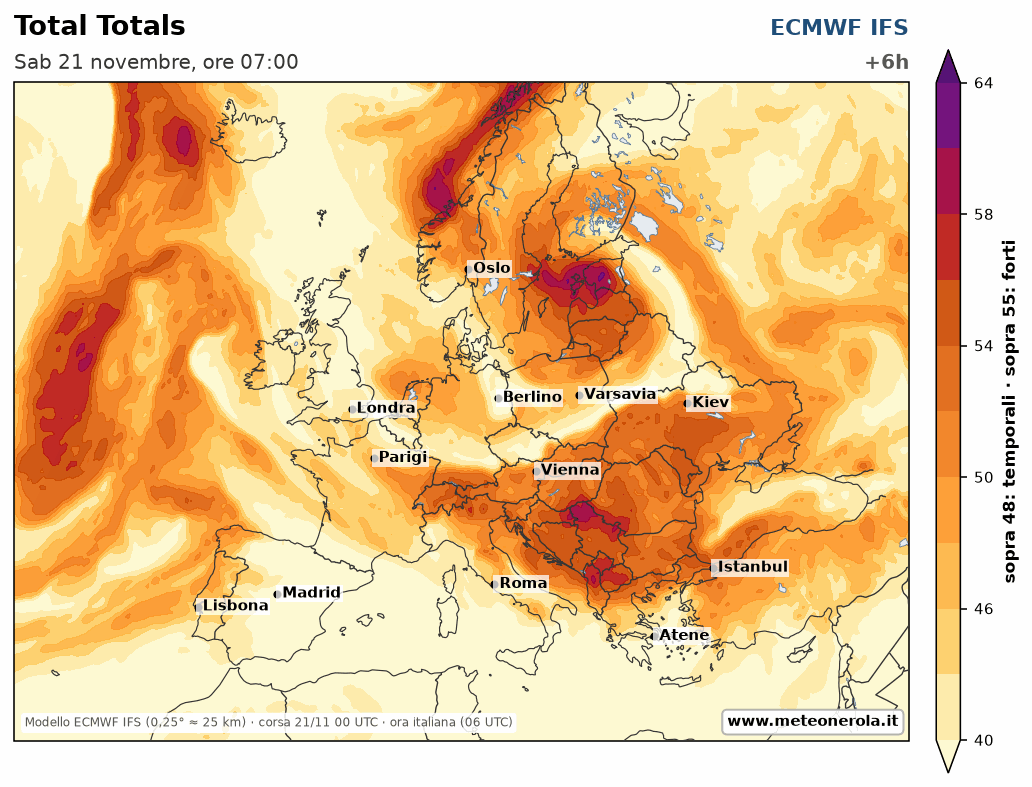 Total Totals
ECMWF IFS
Sab 21 novembre, ore 07:00
+6h
64
58
54
50
46
40
sopra 48: temporali · sopra 55: forti
Oslo
Berlino
Varsavia
Kiev
Londra
Parigi
Vienna
Istanbul
Roma
Madrid
Lisbona
Atene
Modello ECMWF IFS (0,25° ≈ 25 km) · corsa 21/11 00 UTC · ora italiana (06 UTC)
www.meteonerola.it